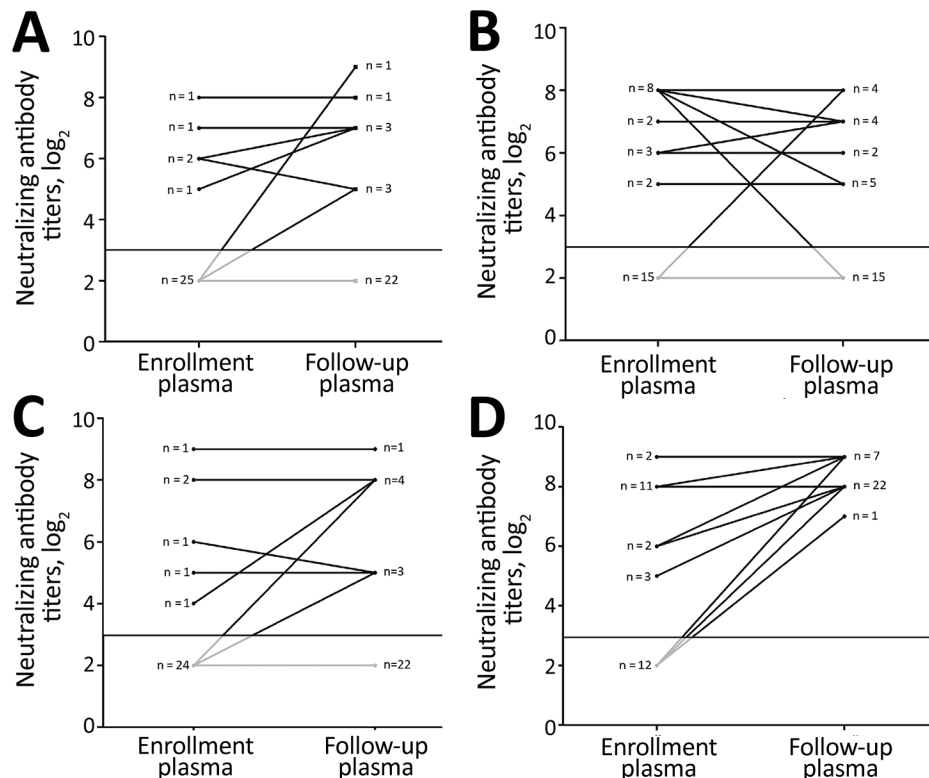 A
Neutralizing antibody
titers, log2
10
8
6
4
2
0
n = 1
n = 1
n = 2
n = 1
n = 25
n = 1
n = 1
n = 3
n = 3
n = 22
Enrollment
plasma
Follow-up
plasma
B
Neutralizing antibody
titers, log2
10
8
6
4
2
0
n = 8
n = 2
n = 3
n = 2
n = 15
n = 4
n = 4
n = 2
n = 5
n = 15
Enrollment
plasma
Follow-up
plasma
C
Neutralizing antibody
titers, log2
10
8
6
4
2
0
n = 1
n = 2
n = 1
n = 1
n = 1
n = 24
n=1
n=4
n=3
n=22
Enrollment
plasma
Follow-up
plasma
D
Neutralizing antibody
titers, log2
10
8
6
4
2
0
n = 2
n = 11
n = 2
n = 3
n = 12
n = 7
n = 22
n = 1
Enrollment
plasma
Follow-up
plasma